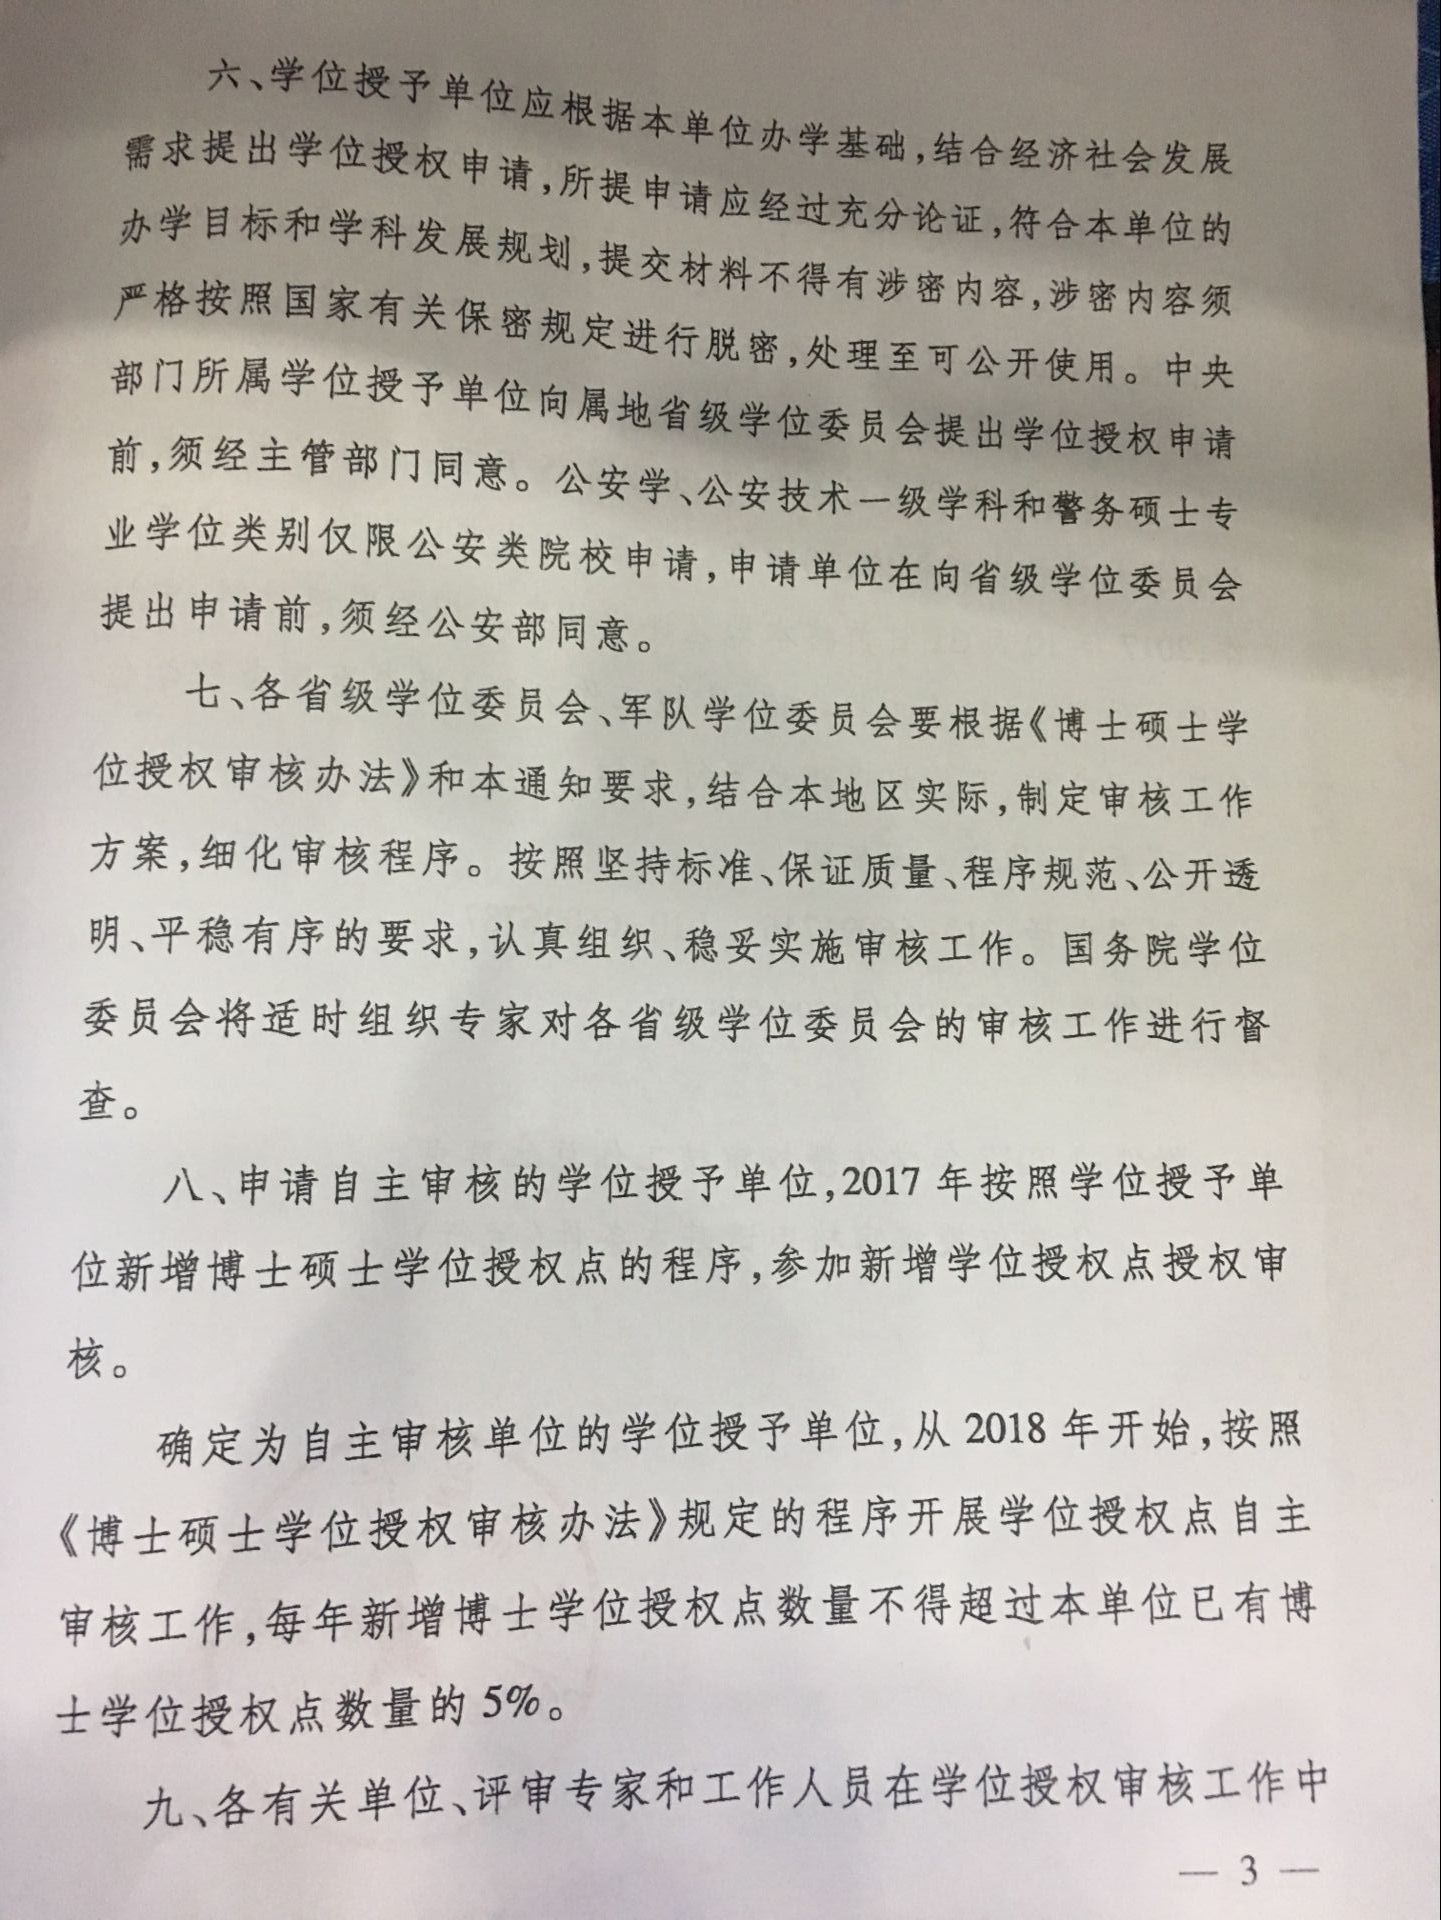 六、学位授予单位应根据本单位办学基础,结合经济社会发展
需求提出学位授权申请,所提申请应经过充分论证,符合本单位的
办学目标和学科发展规划,提交材料不得有涉密内容,涉密内容须
严格按照国家有关保密规定进行脱密,处理至可公开使用。中央
部门所属学位授予单位向属地省级学位委员会提出学位授权申请
前,须经主管部门同意。公安学、公安技术一级学科和警务硕士专
业学位类别仅限公安类院校申请,申请单位在向省级学位委员会
提出申请前,须经公安部同意。
七、各省级学位委员会、军队学位委员会要根据《博士硕士学
位授权审核办法》和本通知要求,结合本地区实际,制定审核工作
方案,细化审核程序。按照坚持标准、保证质量、程序规范、公开透
明、平稳有序的要求,认真组织、稳妥实施审核工作。国务院学位
委员会将适时组织专家对各省级学位委员会的审核工作进行督
查。
八、申请自主审核的学位授予单位,2017年按照学位授予单
位新增博士硕士学位授权点的程序,参加新增学位授权点授权审
核。
确定为自主审核单位的学位授予单位,从2018年开始,按照
《博士硕士学位授权审核办法》规定的程序开展学位授权点自主
审核工作,每年新增博士学位授权点数量不得超过本单位已有博
士学位授权点数量的5%。
九、各有关单位、评审专家和工作人员在学位授权审核工作中
— 3 —